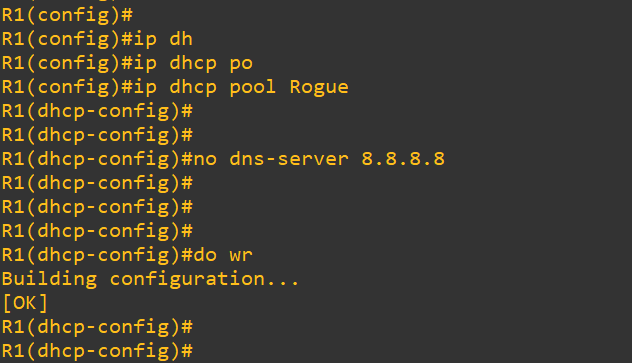 R1(config)#
R1(config)#ip dh
R1(config)#ip dhcp po
R1(config)#ip dhcp pool Rogue
R1(dhcp-config)#
R1(dhcp-config)#
R1(dhcp-config)#no dns-server 8.8.8.8
R1(dhcp-config)#
R1(dhcp-config)#
R1(dhcp-config)#
R1(dhcp-config)#do wr
Building configuration...
[OK]
R1(dhcp-config)#
R1(dhcp-config)#